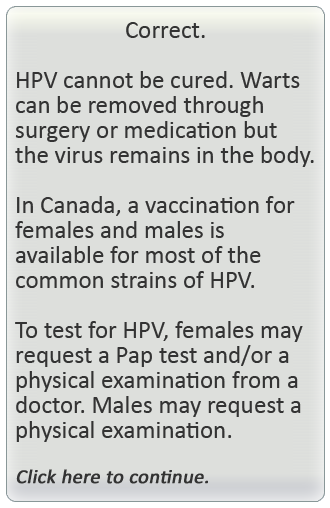 Correct.
HPV cannot be cured. Warts
can be removed through
surgery or medication but
the virus remains in the body.
In Canada, a vaccination for
females and males is
available for most of the
common strains of HPV.
To test for HPV, females may
request a Pap test and/or a
physical examination from a
doctor. Males may request a
physical examination.
Click here to continue.